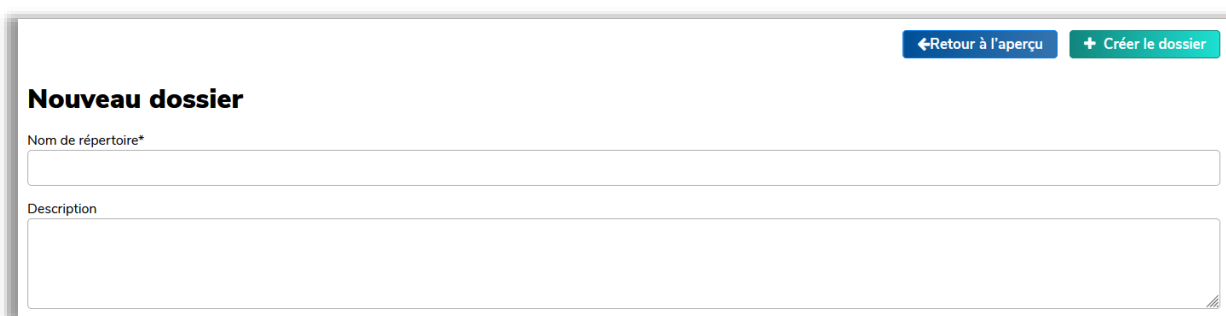 Retour à l'aperçu
Créer le dossier
Nouveau dossier
Nom de répertoire*
Description